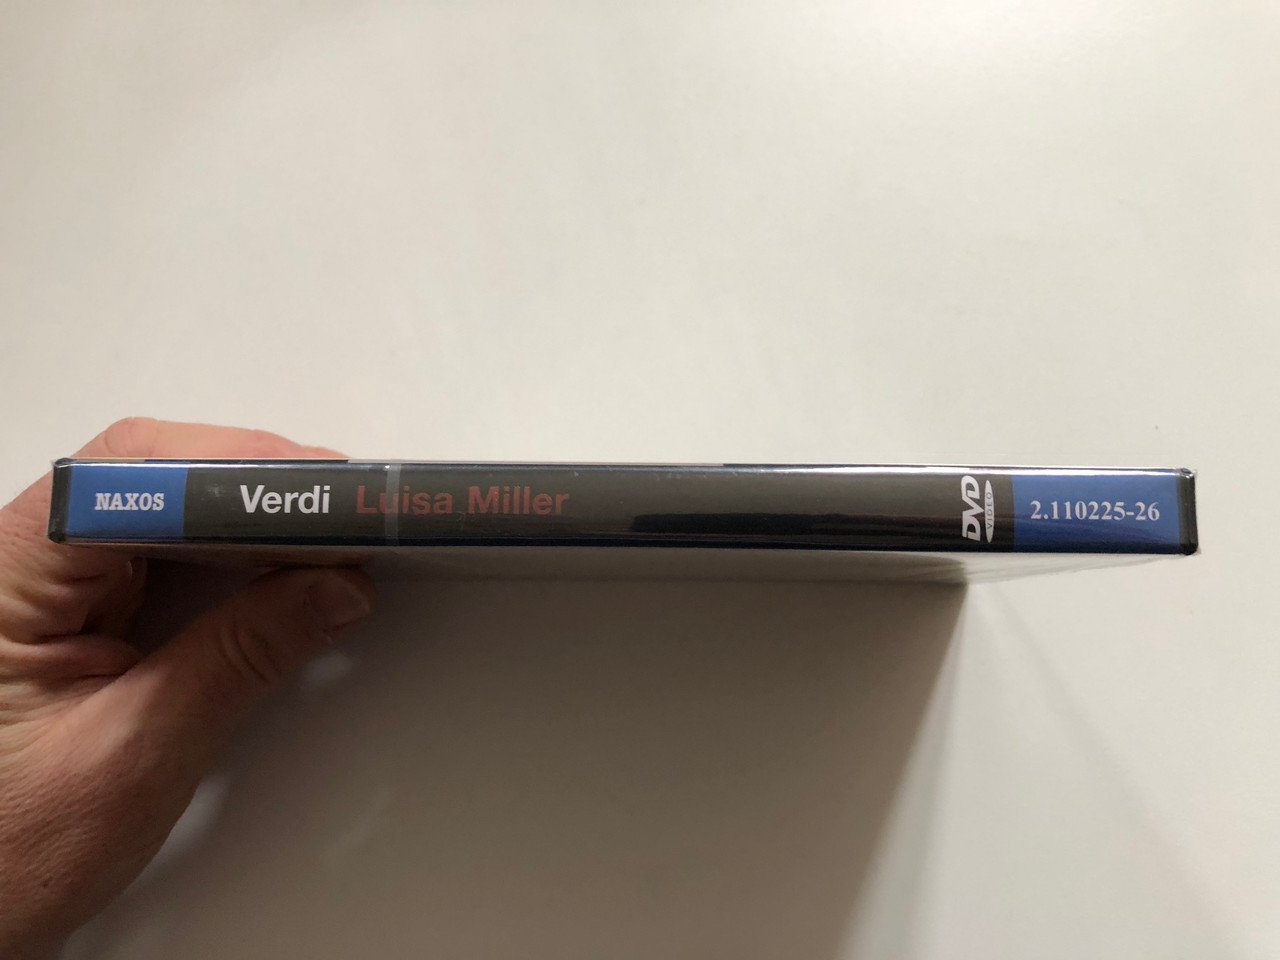 NAXOS Verdi Luisa Miller DVD VIDEO 2.110225-26